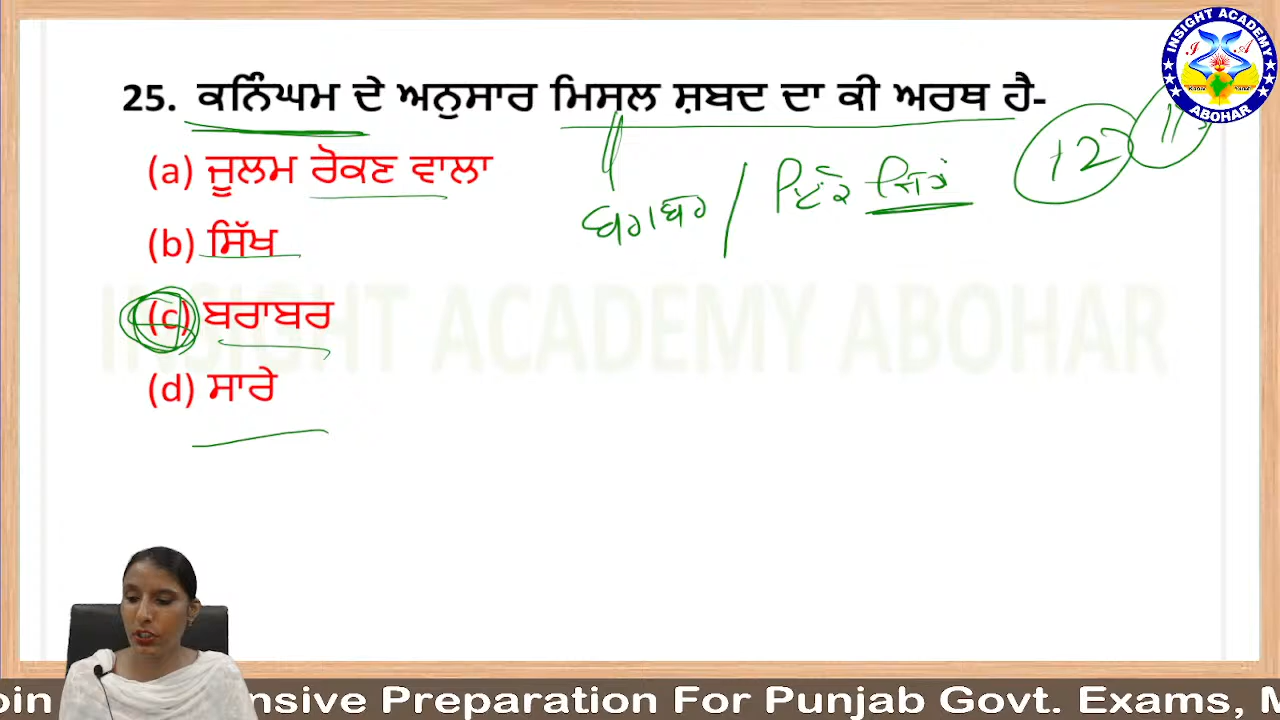 INSIGHT ACADEMY
ABOHAR
25. ਕਨਿੰਘਮ ਦੇ ਅਨੁਸਾਰ ਮਿਸਲ ਸ਼ਬਦ ਦਾ ਕੀ ਅਰਥ ਹੈ-
(a) ਜੂਲਮ ਰੋਕਣ ਵਾਲਾ
ਬਰਾਬਰ /
12
11
(b) ਸਿੱਖ
(c) ਬਰਾਬਰ
INSIGHT ACADEMY ABOHAR
(d) ਸਾਰੇ
nsive Preparation For Punjab Govt. Exams,